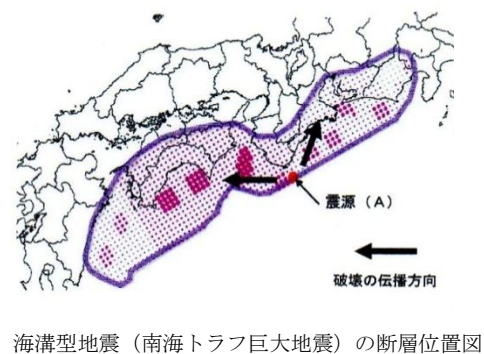 震源（A）
破壊の伝播方向
海溝型地震（南海トラフ巨大地震）の断層位置図